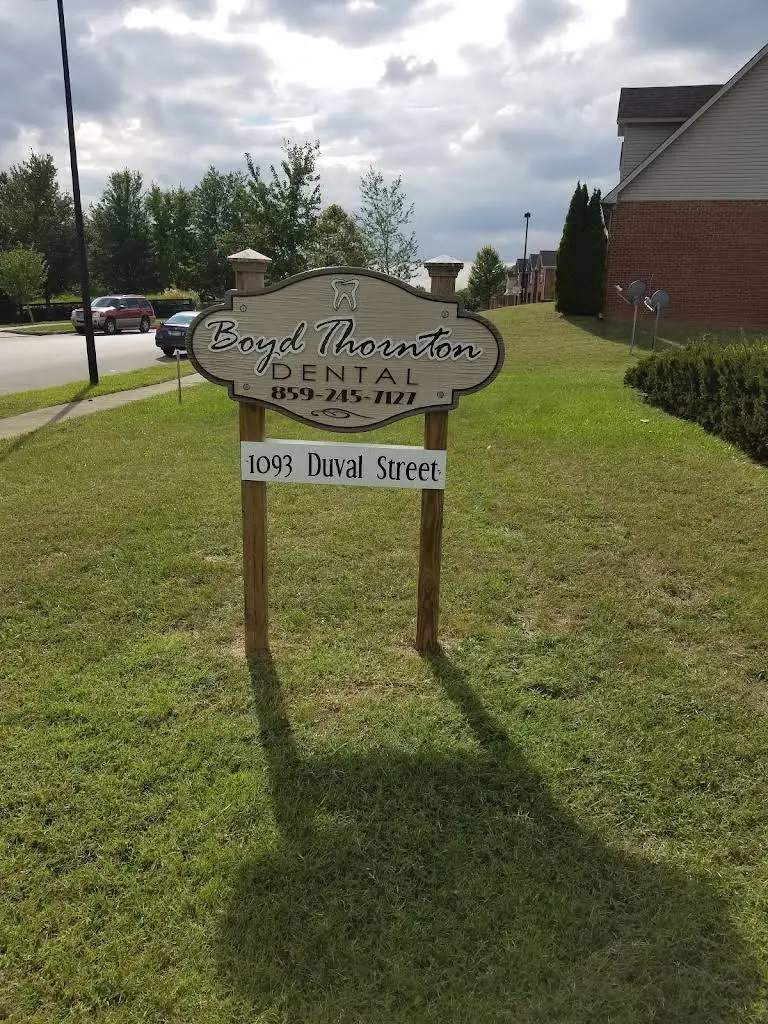 Boyd Thornton
DENTAL
859-245-7127
1093 Duval Street